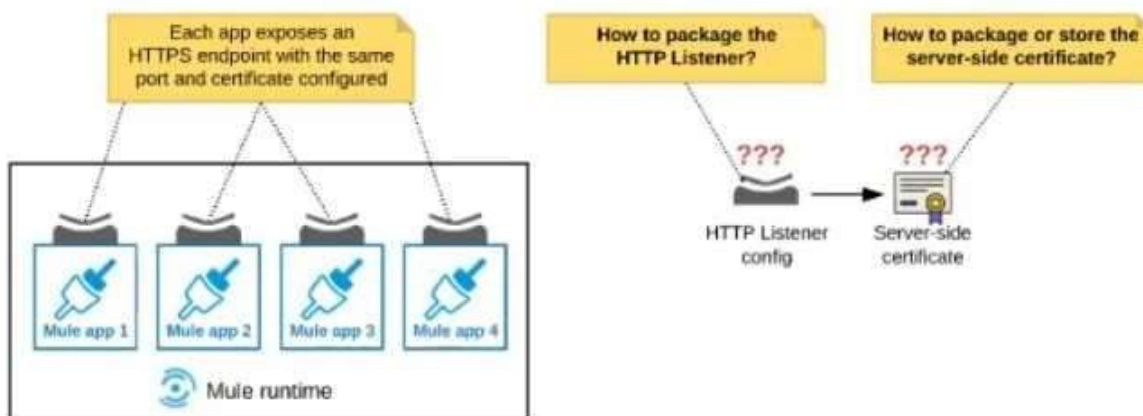 Each app exposes an
HTTPS endpoint with the same
port and certificate configured
How to package the
HTTP Listener?
How to package or store the
server-side certificate?
???
???
HTTP Listener
config
Server-side
certificate
Mule app 1
Mule app 2
Mule app 3
Mule app 4
Mule runtime